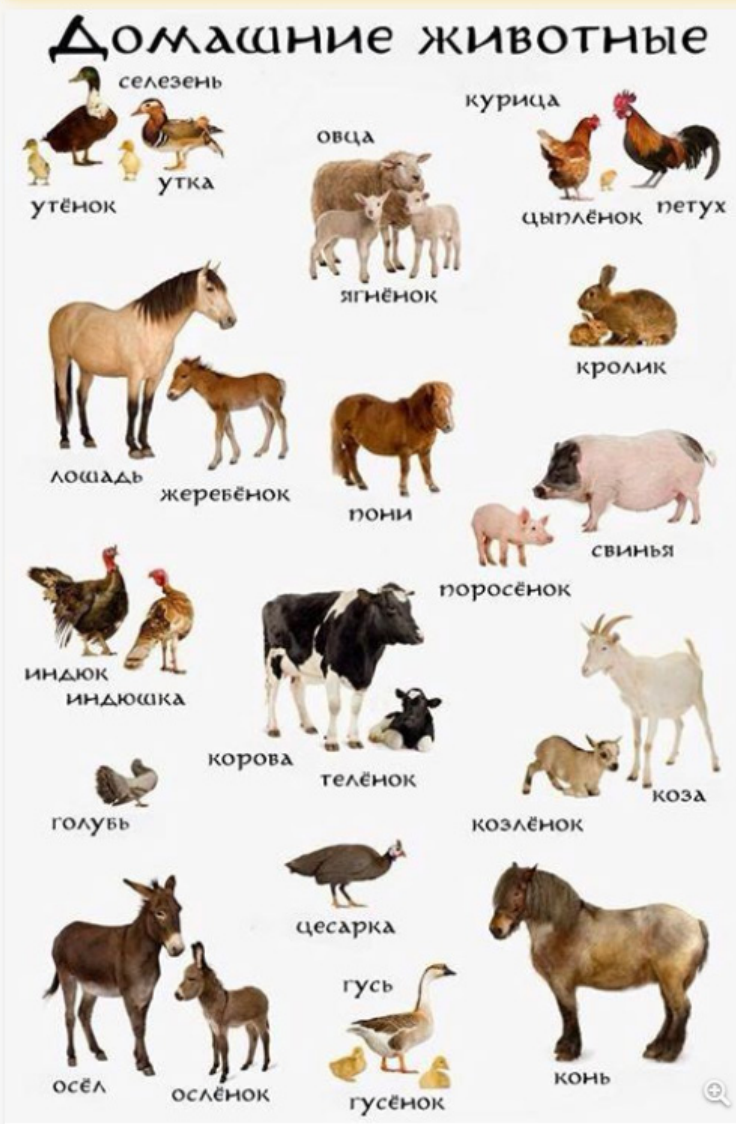 Домашние животные
селезень
курица
овца
утка
утёнок
цыплёнок
петух
ягнёнок
кролик
лошадь
жеребёнок
пони
свинья
поросёнок
индюк
индюшка
корова
телёнок
коза
голубь
козлёнок
цесарка
гусь
осёл
ослёнок
конь
гусёнок